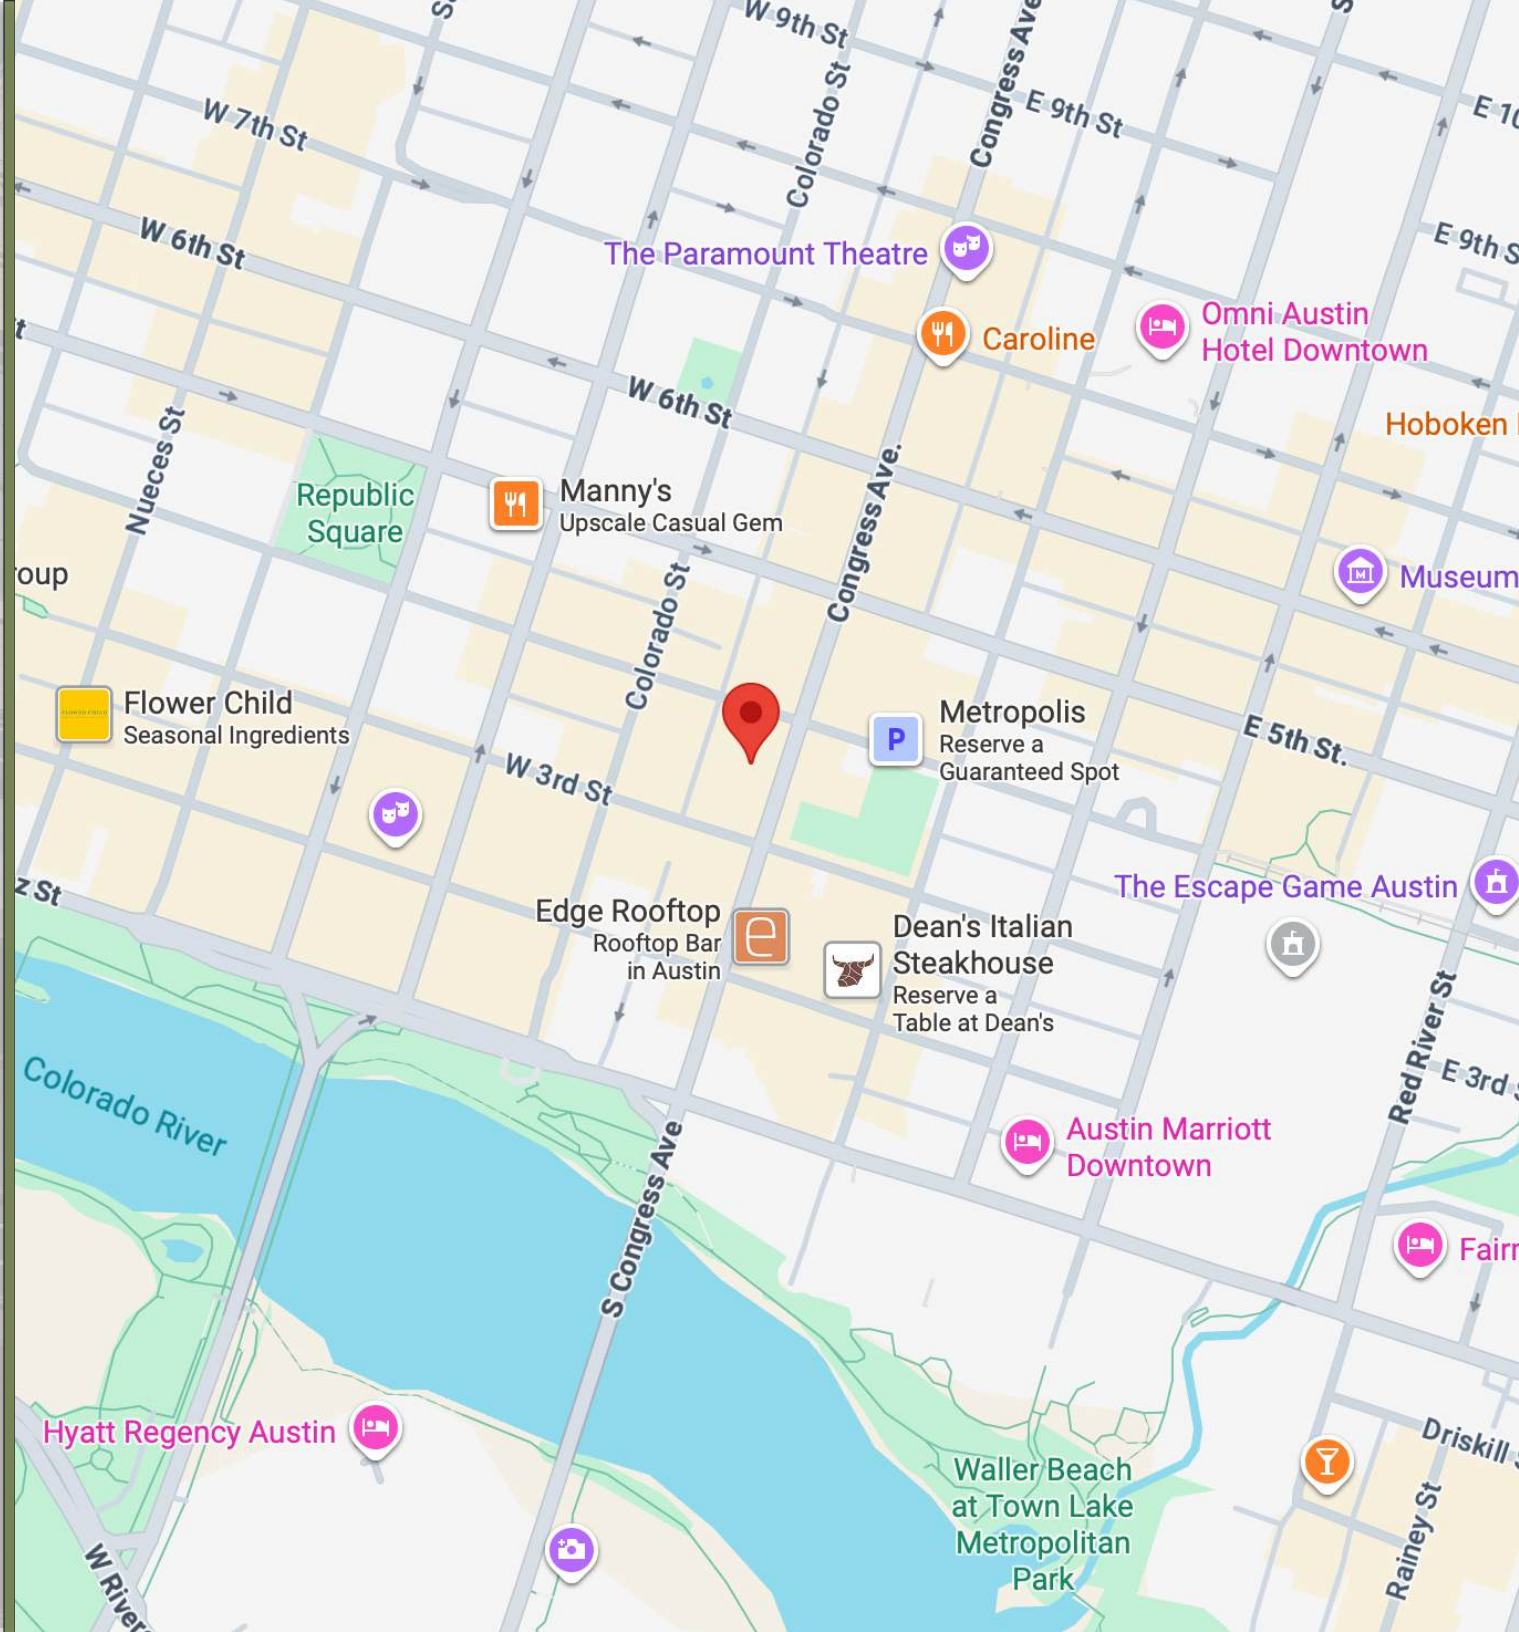 W 9th St
Congress Ave
Colorado St
E 9th St
E 10
W 7th St
W 6th St
E 9th S
The Paramount Theatre
Omni Austin
Hotel Downtown
Caroline
W 6th St
Hoboken
Nueces St
Republic
Square
Manny's
Upscale Casual Gem
Congress Ave.
Colorado St
roup
M
Museum
Flower Child
Seasonal Ingredients
W 3rd St
P
Metropolis
Reserve a
Guaranteed Spot
E 5th St.
z St
The Escape Game Austin
Edge Rooftop
Rooftop Bar
in Austin
e
Dean's Italian
Steakhouse
Reserve a
Table at Dean's
Red River St
E 3rd S
Colorado River
Austin Marriott
Downtown
S Congress Ave
Fairr
Hyatt Regency Austin
Driskill S
Waller Beach
at Town Lake
Metropolitan
Park
Rainey St
W Rivers